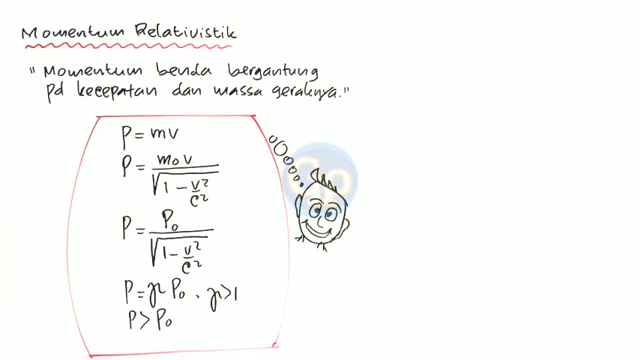 Momentum Relativistik
" Momentum benda bergantung
pd kecepatan dan massa geraknya."
P = mv
P = m₀v / √(1 - v²/c²)
P = P₀ / √(1 - v²/c²)
P = γ P₀ . γ > 1
P > P₀